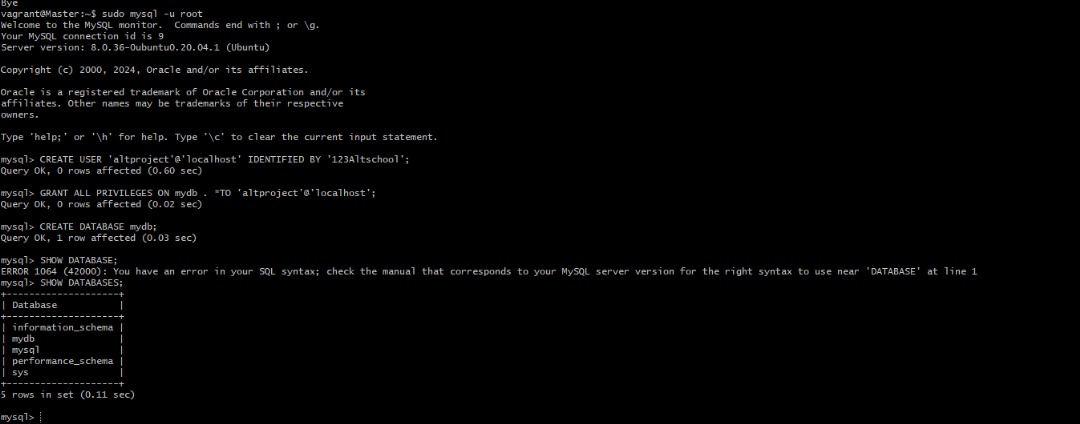 Bye
vagrant@Master:~$ sudo mysql -u root
Welcome to the MySQL monitor.  Commands end with ; or \g.
Your MySQL connection id is 9
Server version: 8.0.36-0ubuntu0.20.04.1 (Ubuntu)
Copyright (c) 2000, 2024, Oracle and/or its affiliates.
Oracle is a registered trademark of Oracle Corporation and/or its
affiliates. Other names may be trademarks of their respective
owners.
Type 'help;' or '\h' for help. Type '\c' to clear the current input statement.
mysql> CREATE USER 'altproject'@'localhost' IDENTIFIED BY '123Altschool';
Query OK, 0 rows affected (0.60 sec)
mysql> GRANT ALL PRIVILEGES ON mydb . *TO 'altproject'@'localhost';
Query OK, 0 rows affected (0.02 sec)
mysql> CREATE DATABASE mydb;
Query OK, 1 row affected (0.03 sec)
mysql> SHOW DATABASE;
ERROR 1064 (42000): You have an error in your SQL syntax; check the manual that corresponds to your MySQL server version for the right syntax to use near 'DATABASE' at line 1
mysql> SHOW DATABASES;
+--------------------+
| Database           |
+--------------------+
| information_schema |
| mydb               |
| mysql              |
| performance_schema |
| sys                |
+--------------------+
5 rows in set (0.11 sec)
mysql>